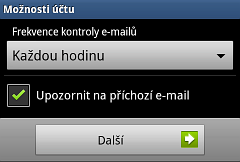 Možnosti účtu
Frekvence kontroly e-mailů
Každou hodinu
Upozornit na příchozí e-mail
Další